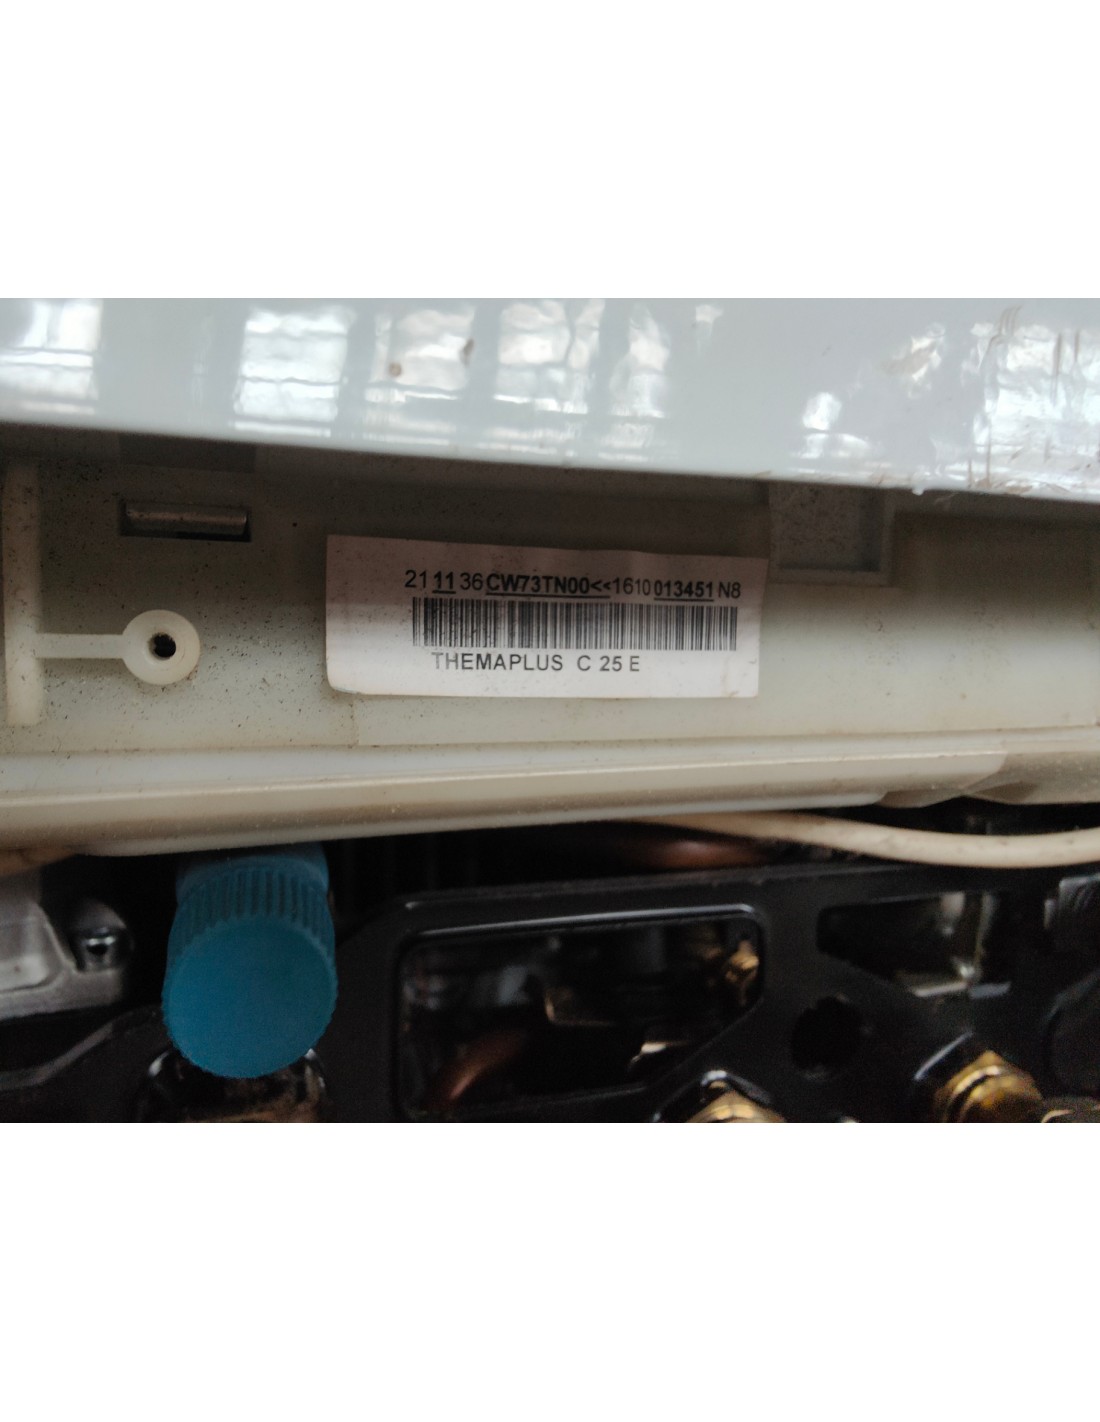 21 11 36 CW73TN00<<1610 013451 N8
THEMAPLUS C 25 E